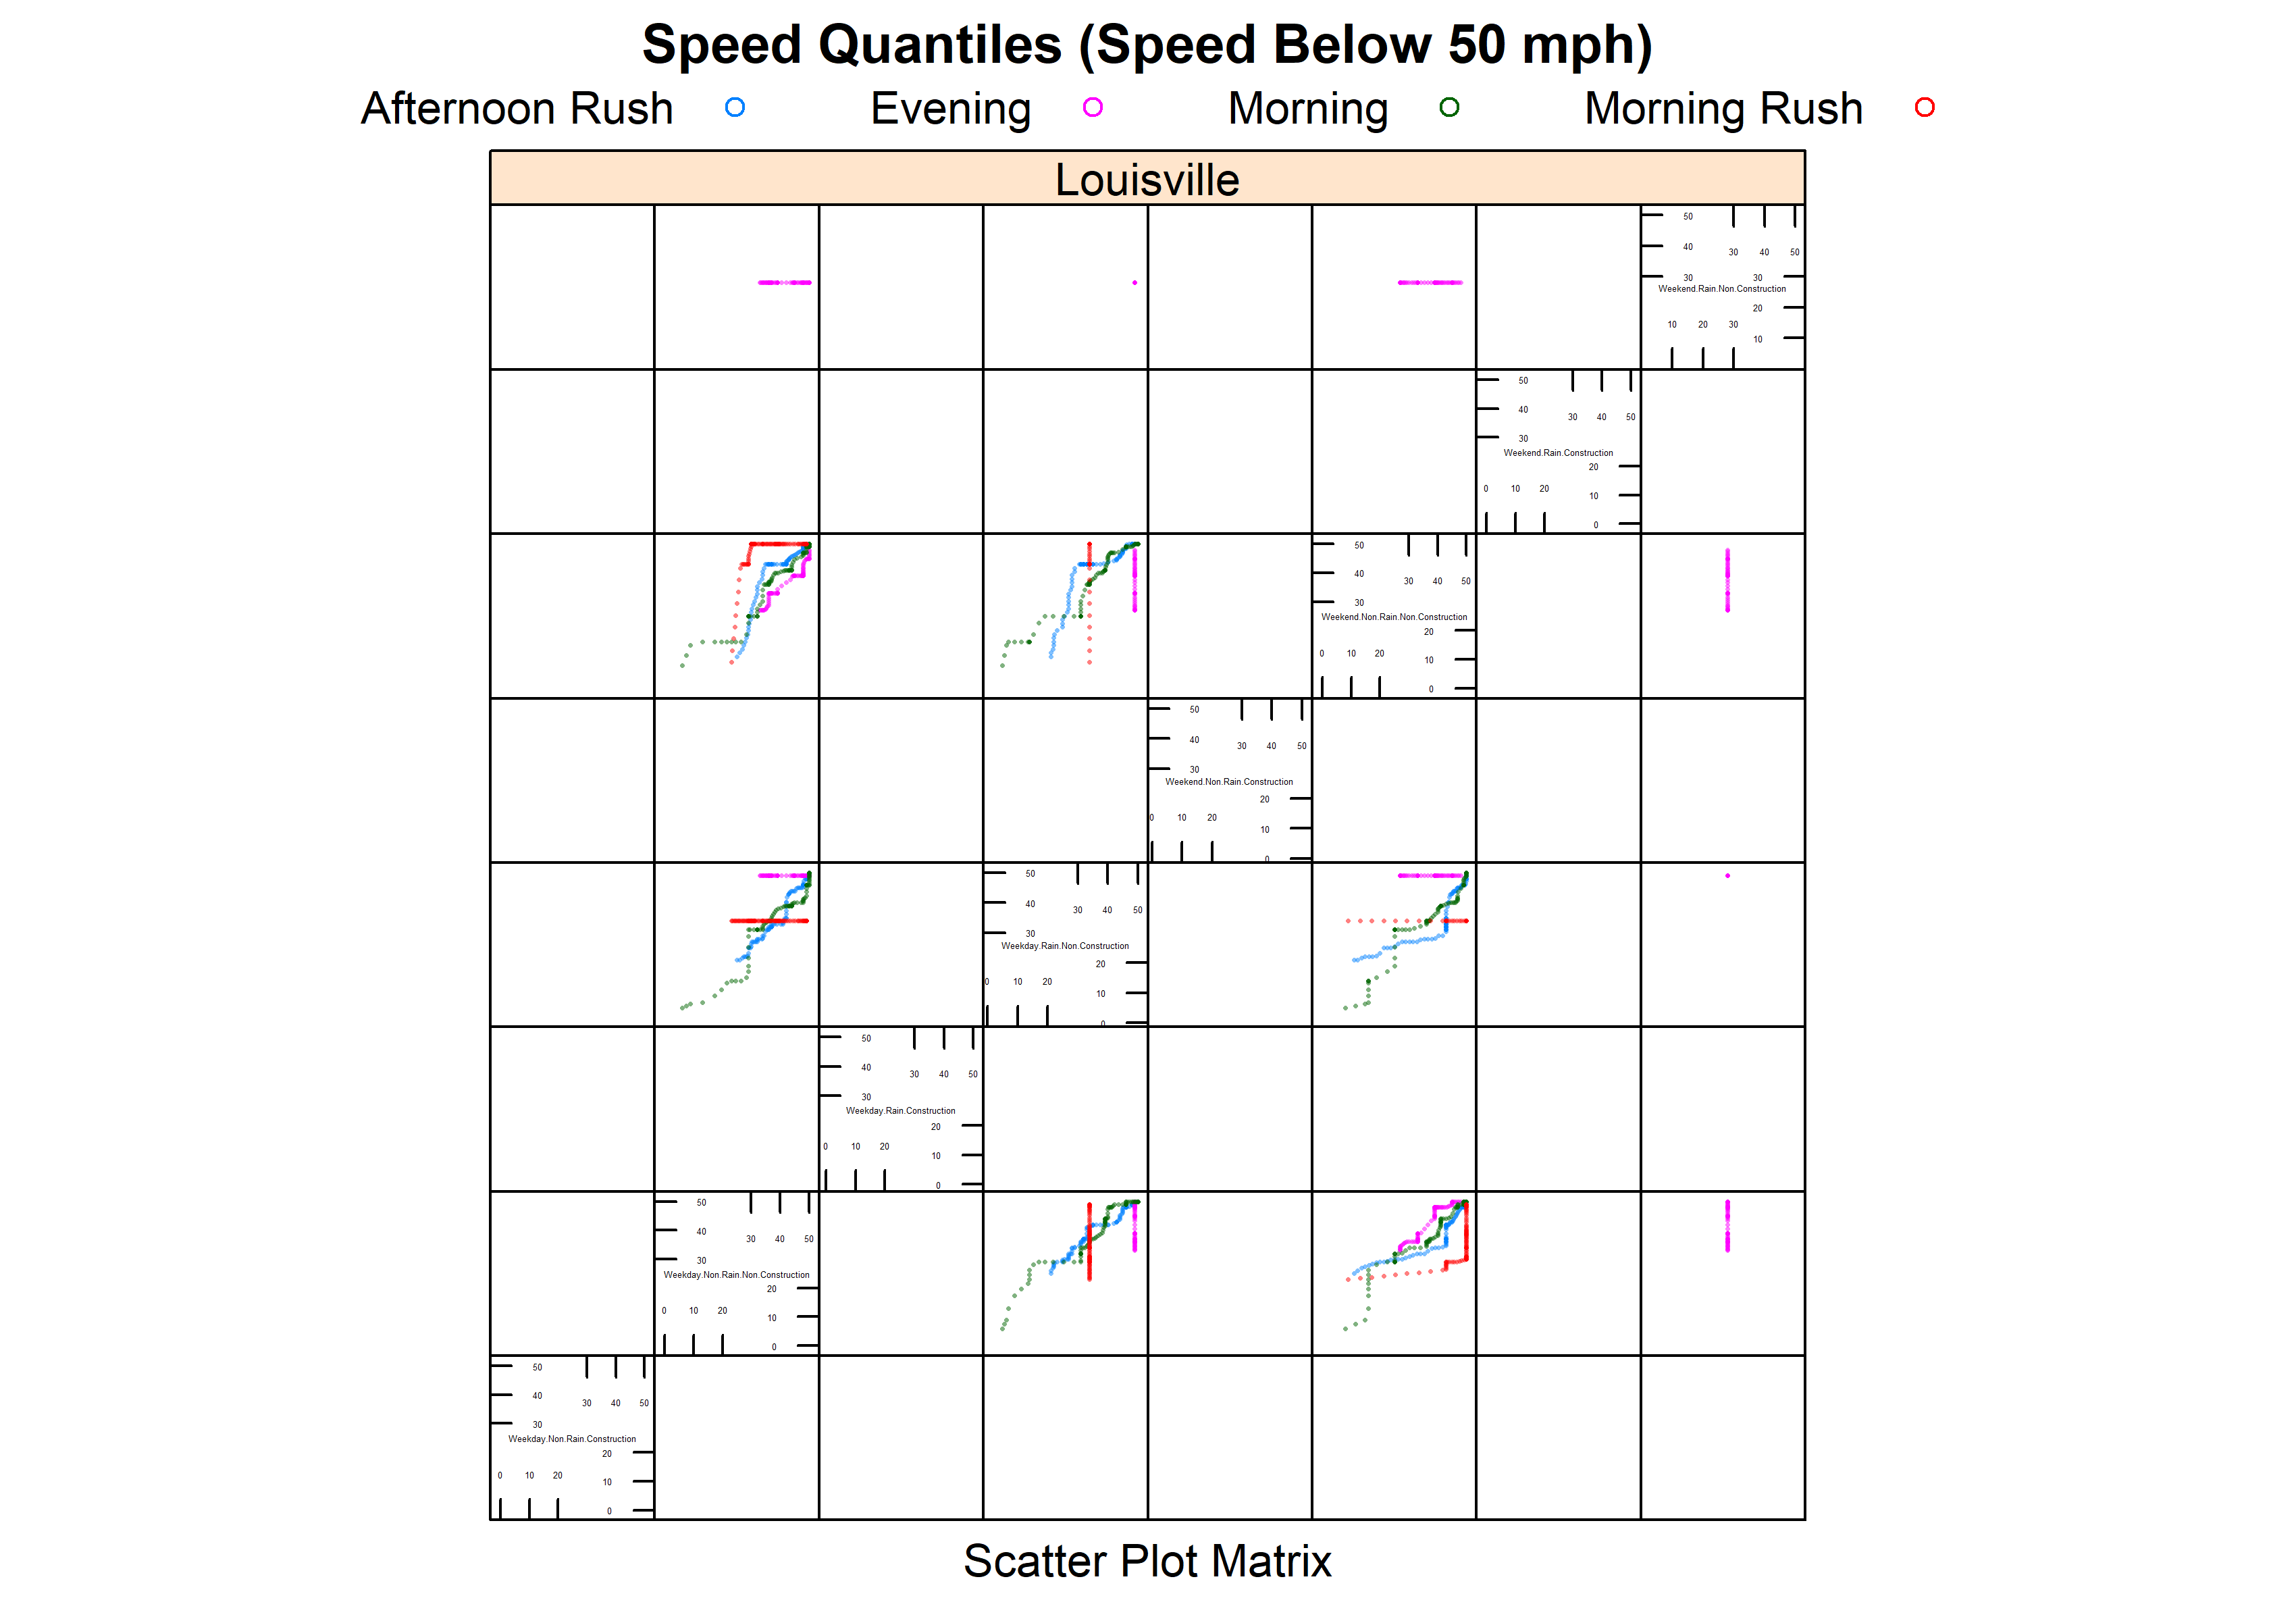 Speed Quantiles (Speed Below 50 mph)
Afternoon Rush Evening Morning Morning Rush
Louisville
50
40 30 40 50
30 30
Weekend.Rain.Non.Construction
20
10 20 30
10
50
40 30 40 50
30
Weekend.Rain.Construction
20
0 10 20
10
0
50
40 30 40 50
30
Weekend.Non.Rain.Non.Construction
20
0 10 20
10
0
50
40 30 40 50
30
Weekend.Non.Rain.Construction
20
0 10 20
10
0
50
40 30 40 50
30
Weekday.Rain.Non.Construction
20
0 10 20
10
0
50
40 30 40 50
30
Weekday.Rain.Construction
20
0 10 20
10
0
50
40 30 40 50
30
Weekday.Non.Rain.Non.Construction
20
0 10 20
10
0
50
40 30 40 50
30
Weekday.Non.Rain.Construction
20
0 10 20
10
0
Scatter Plot Matrix